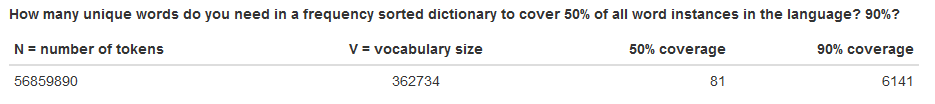 How many unique words do you need in a frequency sorted dictionary to cover 50% of all word instances in the language? 90%?
N = number of tokens V = vocabulary size 50% coverage 90% coverage
56859890 362734 81 6141